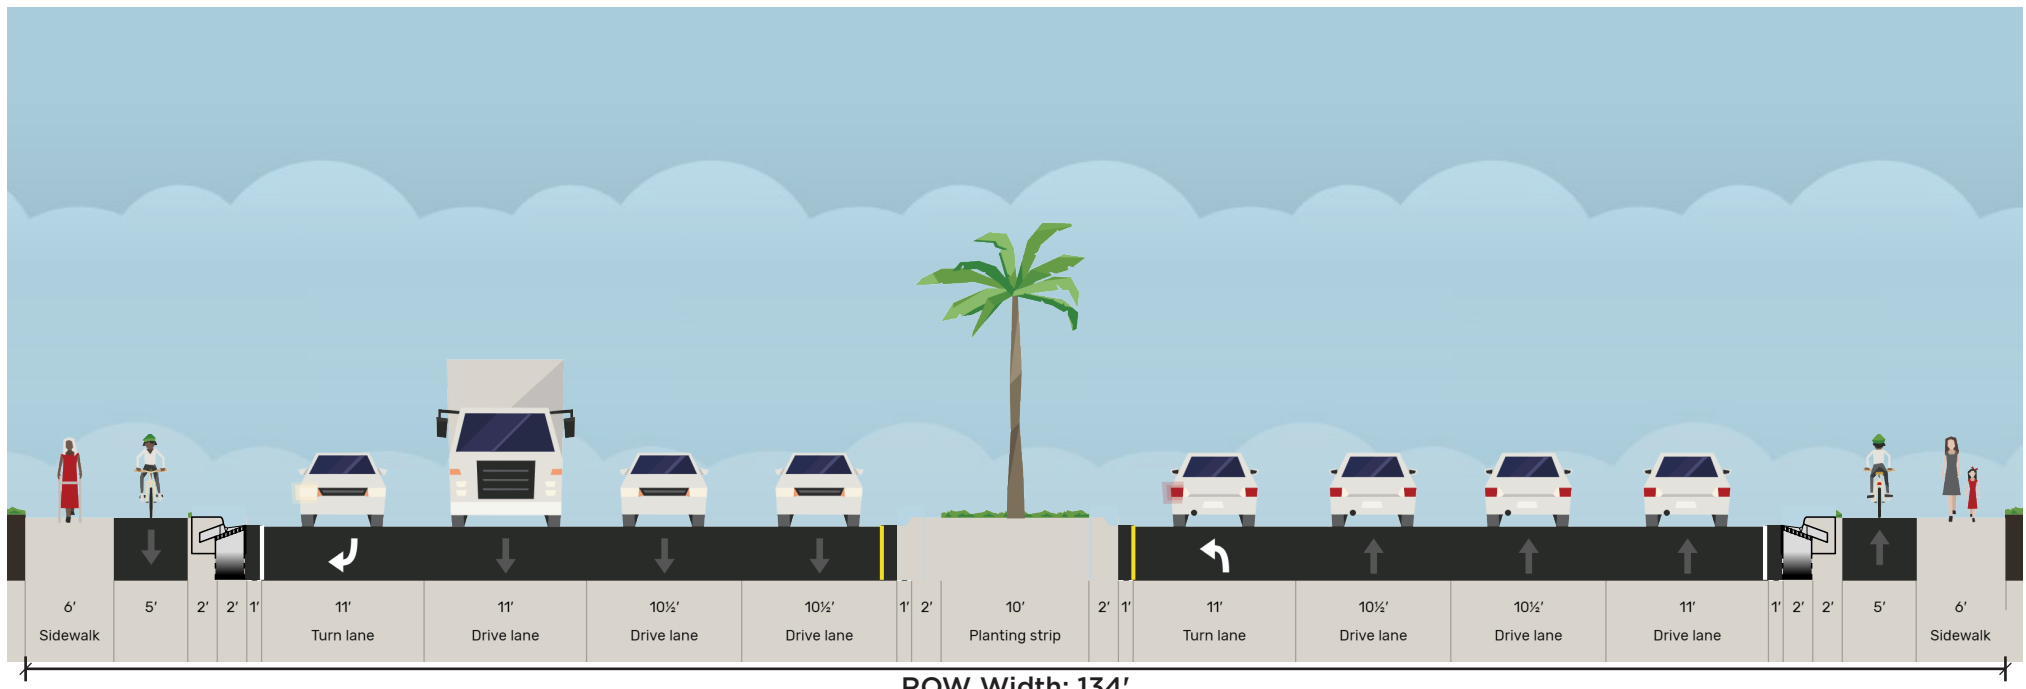 6′ 5′ 2′ 2′ 1′ 11′ 11′ 10½′ 10½′ 1′ 2′ 10′ 2′ 1′ 11′ 10½′ 10½′ 11′ 1′ 2′ 2′ 5′ 6′
Sidewalk Turn lane Drive lane Drive lane Drive lane Planting strip Turn lane Drive lane Drive lane Drive lane Sidewalk
ROW Width: 134′